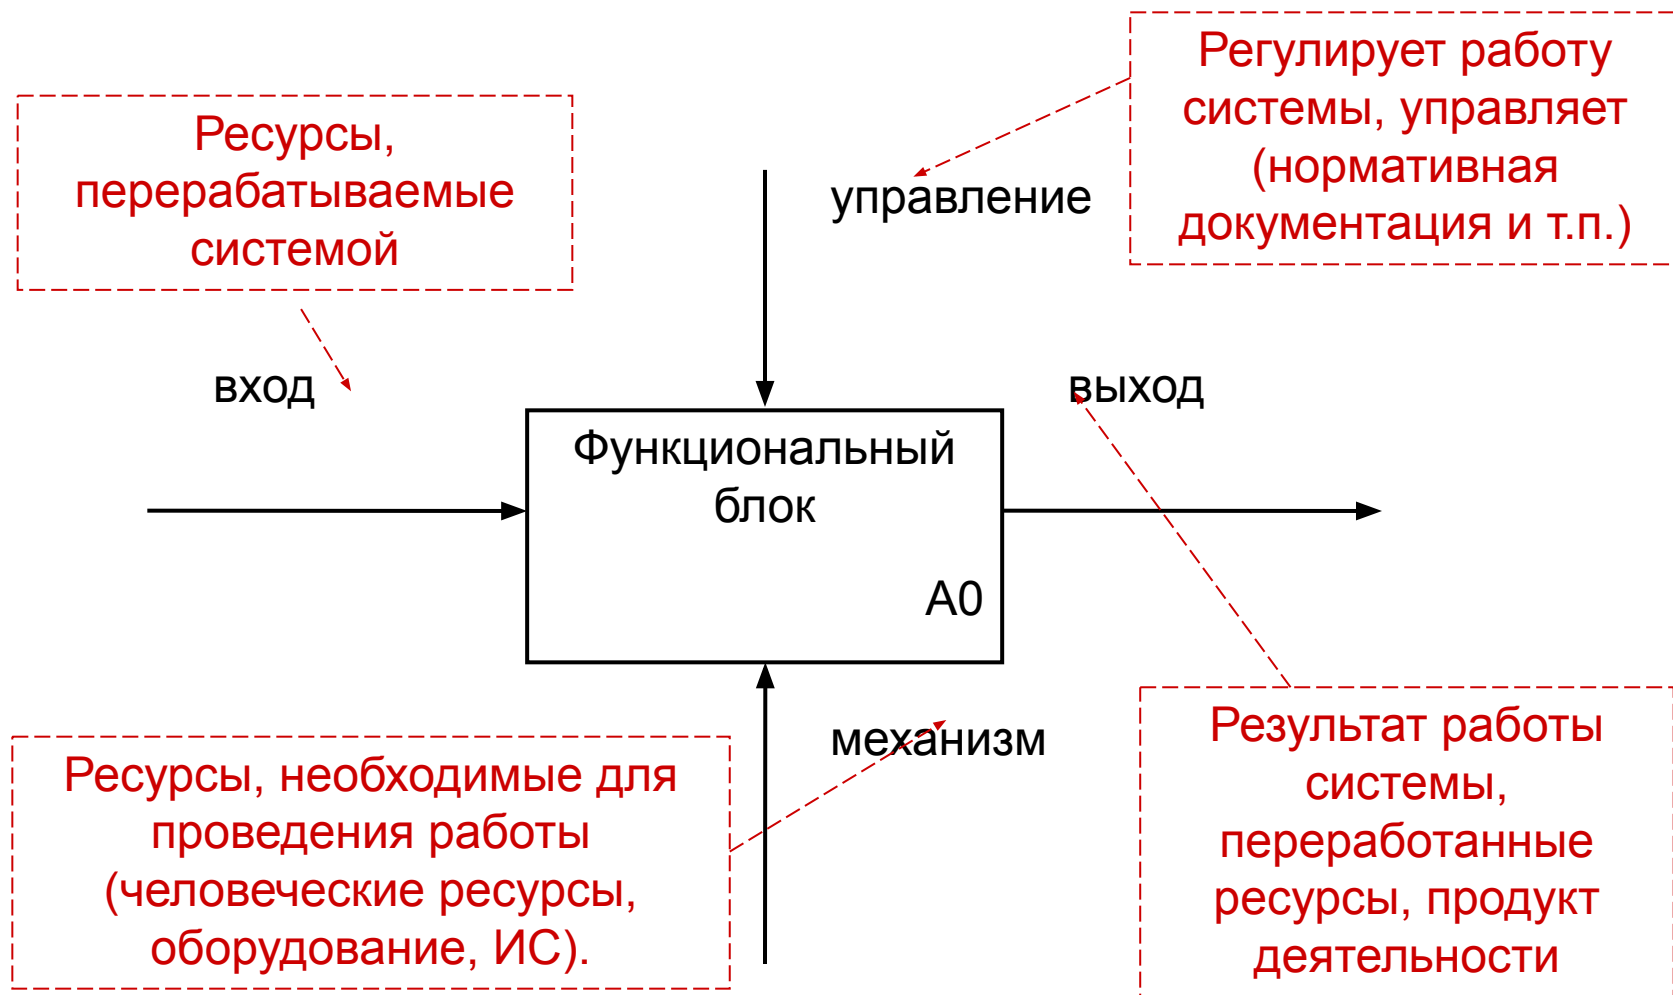 Регулирует работу
системы, управляет
(нормативная
документация и т.п.)
Ресурсы,
перерабатываемые
системой
управление
вход
выход
Функциональный
блок
А0
механизм
Ресурсы, необходимые для
проведения работы
(человеческие ресурсы,
оборудование, ИС).
Результат работы
системы,
переработанные
ресурсы, продукт
деятельности